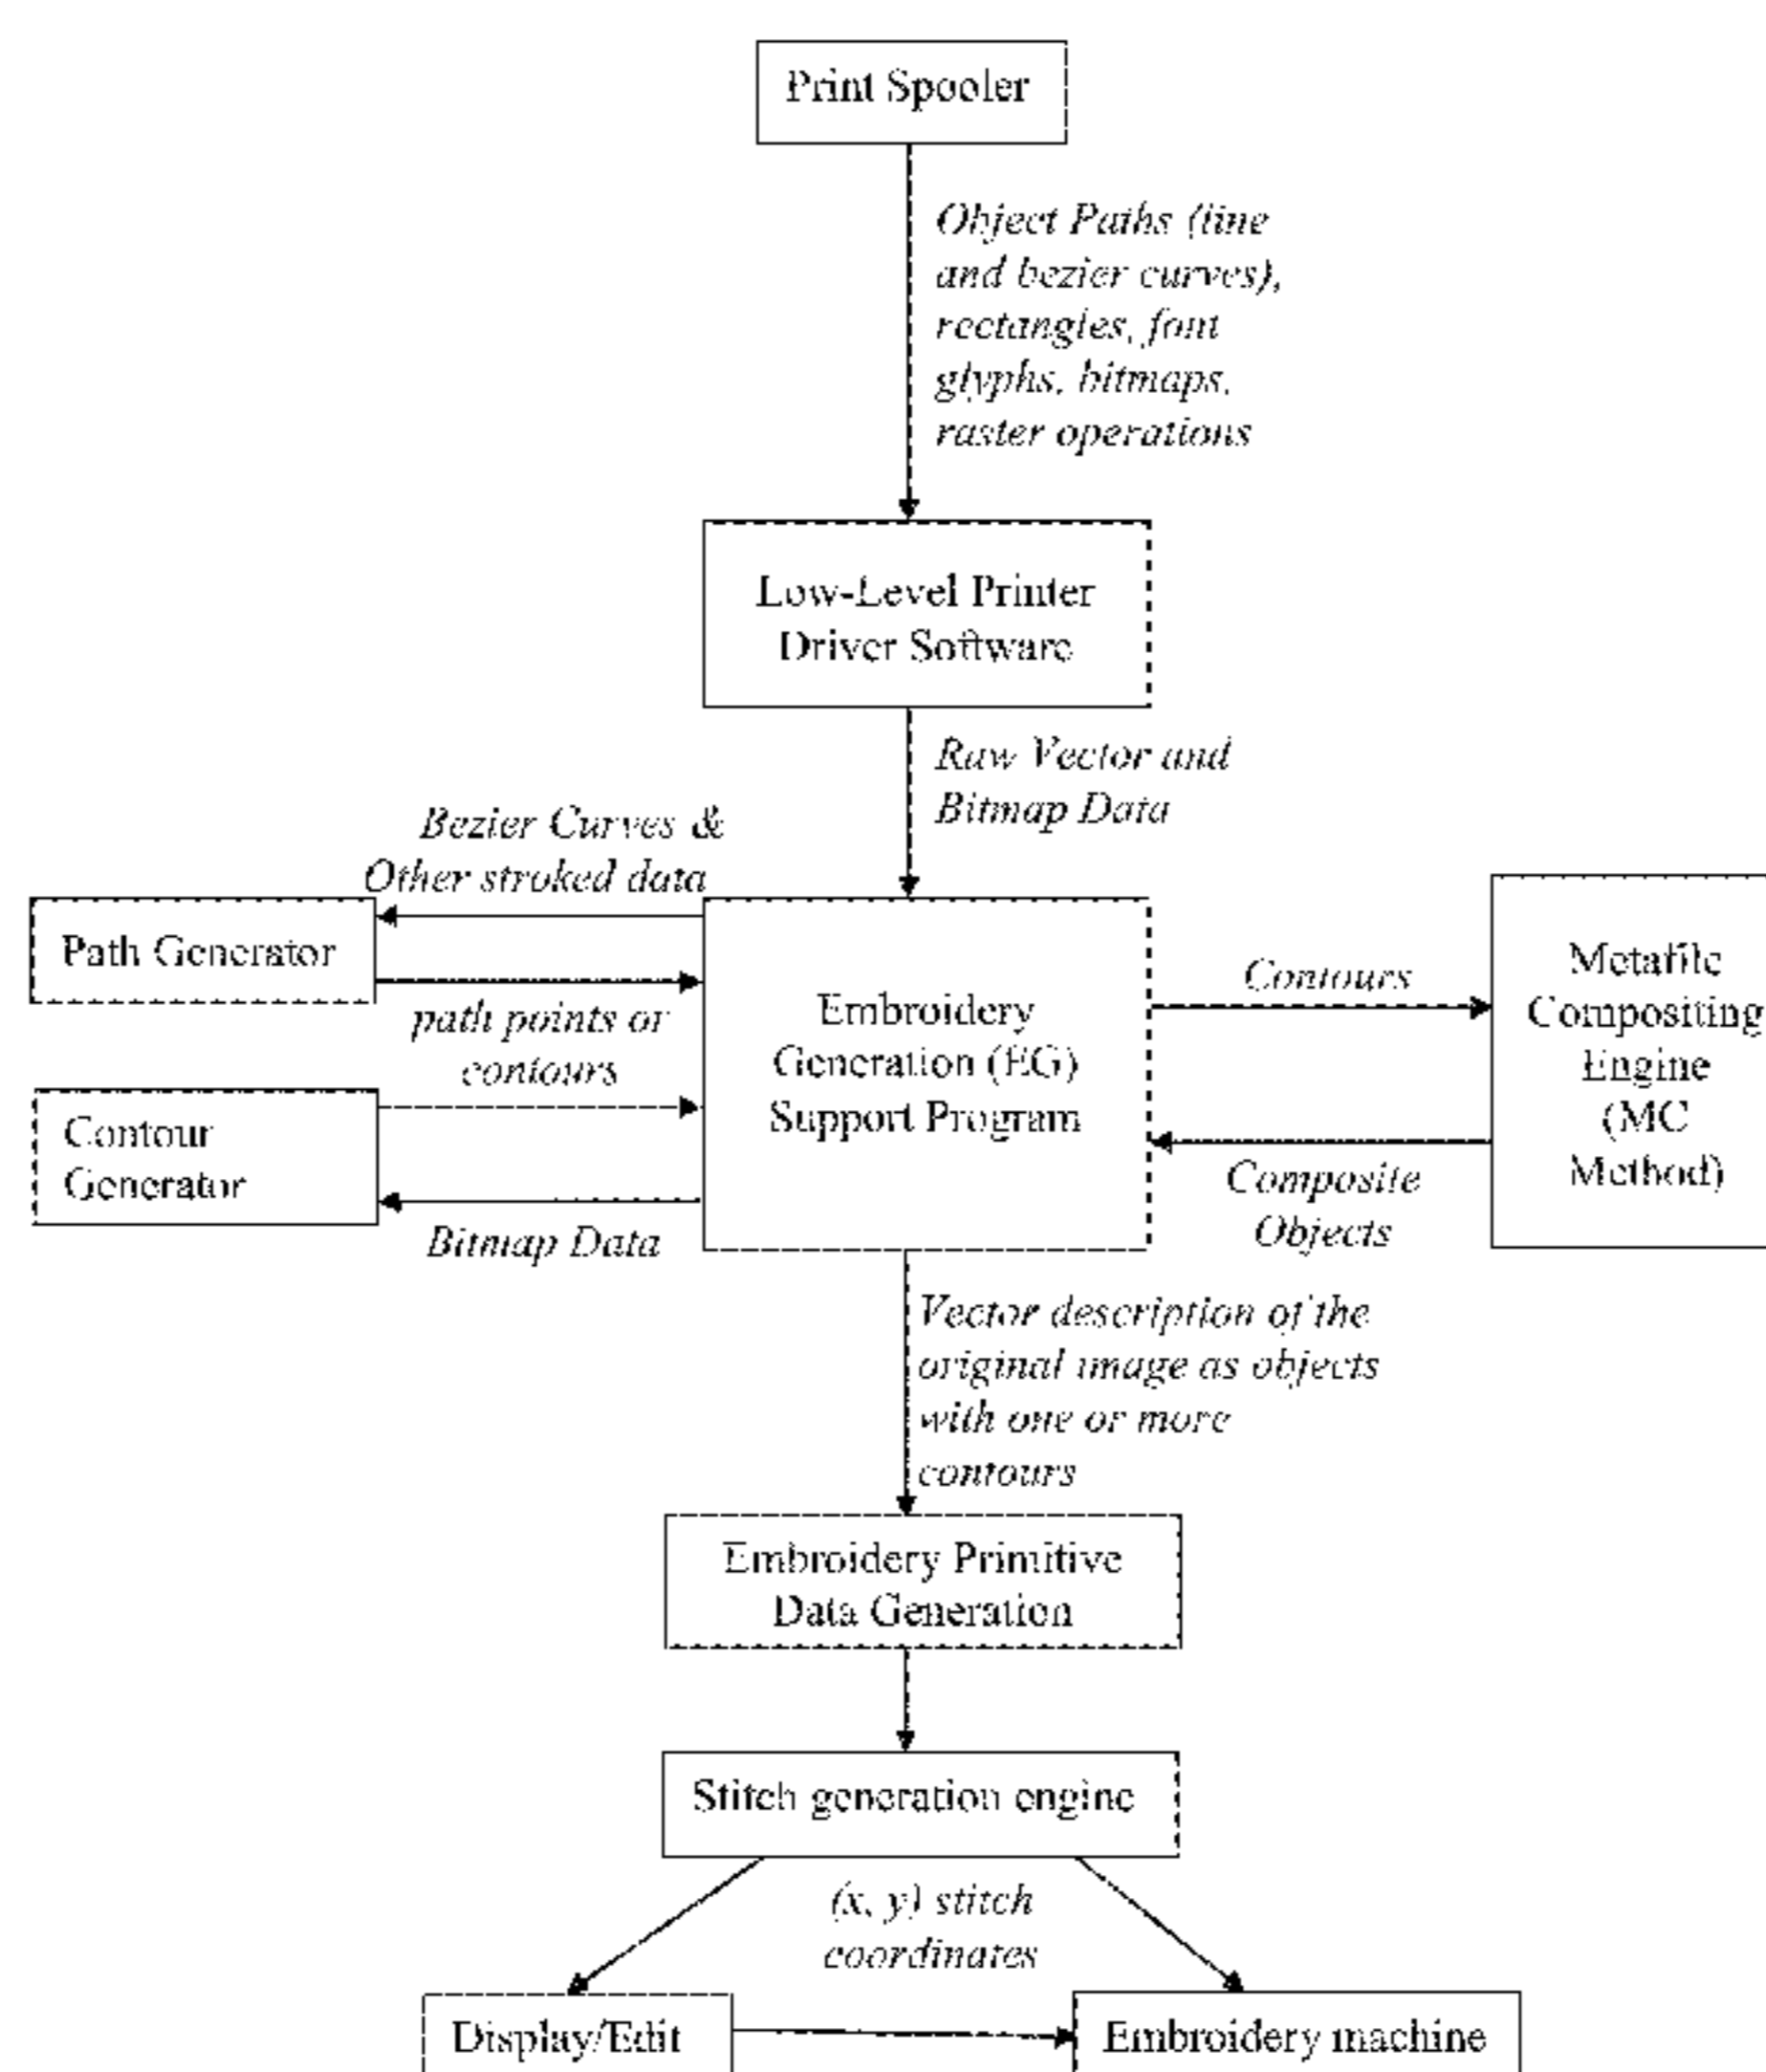 Print Spooler
Object Paths (line
and bezier curves),
rectangles, font
glyphs, bitmaps,
raster operations
Low-Level Printer
Driver Software
Raw Vector and
Bitmap Data
Bezier Curves &
Other stroked data
Path Generator
path points or
contours
Contour
Generator
Bitmap Data
Embroidery
Generation (EG)
Support Program
Contours
Composite
Objects
Metafile
Compositing
Engine
(MC
Method)
Vector description of the
original image as objects
with one or more
contours
Embroidery Primitive
Data Generation
Stitch generation engine
(x, y) stitch
coordinates
Display/Edit
Embroidery machine